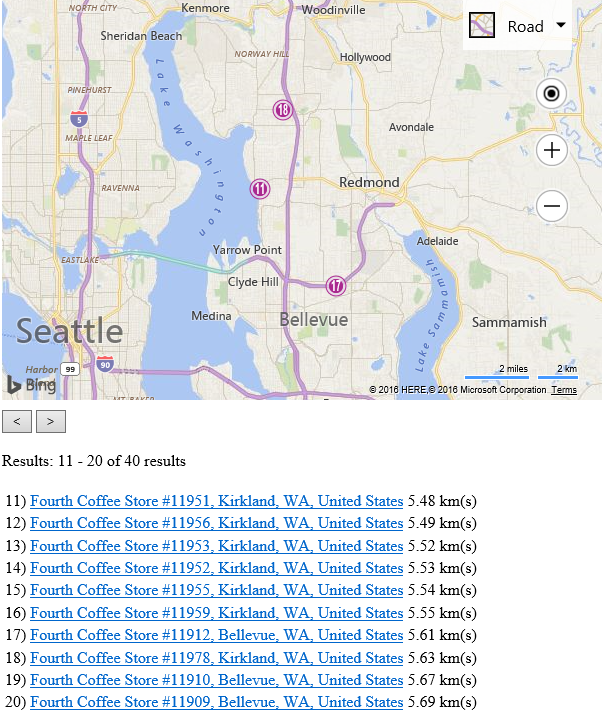 NORTH CITY
Kenmore
Woodinville
Sheridan Beach
Road
NORWAY HILL
Hollywood
PINEHURST
18
5
MAPLE LEAF
Avondale
Lake Washington
RAVENNA
11
Redmond
Yarrow Point
Adelaide
EASTLAKE
Clyde Hill
17
Medina
Bellevue
Lake Sammamish
Sammamish
Seattle
Harbor
99
90
2 miles
2 km
Bing
© 2016 HERE,© 2016 Microsoft Corporation Terms
MT BAKER
< >
Results: 11 - 20 of 40 results
11) Fourth Coffee Store #11951, Kirkland, WA, United States 5.48 km(s)
12) Fourth Coffee Store #11956, Kirkland, WA, United States 5.49 km(s)
13) Fourth Coffee Store #11953, Kirkland, WA, United States 5.52 km(s)
14) Fourth Coffee Store #11952, Kirkland, WA, United States 5.53 km(s)
15) Fourth Coffee Store #11955, Kirkland, WA, United States 5.54 km(s)
16) Fourth Coffee Store #11959, Kirkland, WA, United States 5.55 km(s)
17) Fourth Coffee Store #11912, Bellevue, WA, United States 5.61 km(s)
18) Fourth Coffee Store #11978, Kirkland, WA, United States 5.63 km(s)
19) Fourth Coffee Store #11910, Bellevue, WA, United States 5.67 km(s)
20) Fourth Coffee Store #11909, Bellevue, WA, United States 5.69 km(s)